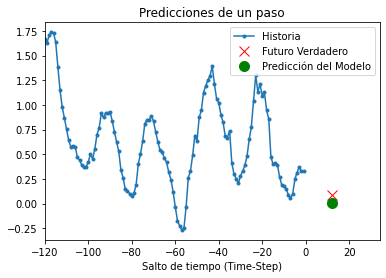 Predicciones de un paso
Historia
Futuro Verdadero
Predicción del Modelo
1.75
1.50
1.25
1.00
0.75
0.50
0.25
0.00
−0.25
−120 −100 −80 −60 −40 −20 0 20
Salto de tiempo (Time-Step)